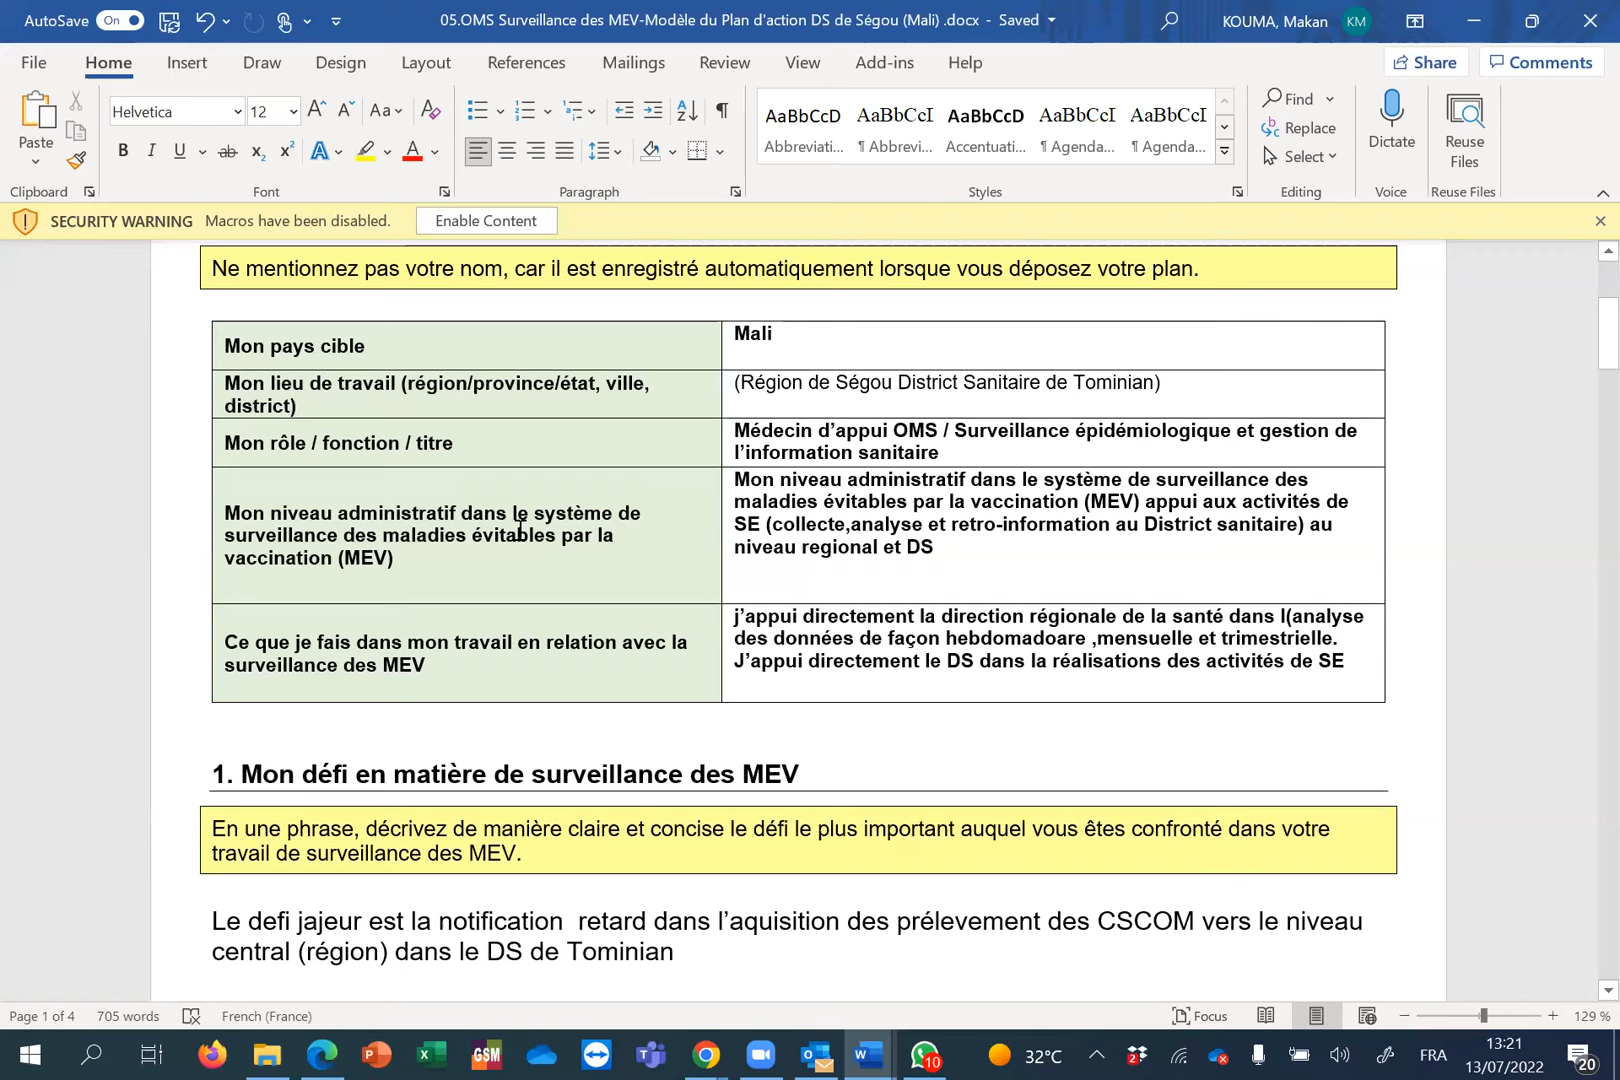 AutoSave On 05.OMS Surveillance des MEV-Modèle du Plan d'action DS de Ségou (Mali) .docx - Saved KOUMA, Makan KM
File Home Insert Draw Design Layout References Mailings Review View Add-ins Help Share Comments
Paste
Helvetica 12 Aa
AaBbCcD AaBbCcI AaBbCcD AaBbCcI AaBbCcI
Abbreviati... ¶ Abbrevi... Accentuati... ¶ Agenda... ¶ Agenda...
Find
Replace
Select
Dictate
Reuse
Files
Clipboard Font Paragraph Styles Editing Voice Reuse Files
SECURITY WARNING Macros have been disabled. Enable Content
Ne mentionnez pas votre nom, car il est enregistré automatiquement lorsque vous déposez votre plan.
Mon pays cible
Mali
Mon lieu de travail (région/province/état, ville,
district)
(Région de Ségou District Sanitaire de Tominian)
Mon rôle / fonction / titre
Médecin d'appui OMS / Surveillance épidémiologique et gestion de
l'information sanitaire
Mon niveau administratif dans le système de
surveillance des maladies évitables par la
vaccination (MEV)
Mon niveau administratif dans le système de surveillance des
maladies évitables par la vaccination (MEV) appui aux activités de
SE (collecte,analyse et retro-information au District sanitaire) au
niveau regional et DS
Ce que je fais dans mon travail en relation avec la
surveillance des MEV
j'appui directement la direction régionale de la santé dans l(analyse
des données de façon hebdomadoare ,mensuelle et trimestrielle.
J'appui directement le DS dans la réalisations des activités de SE
1. Mon défi en matière de surveillance des MEV
En une phrase, décrivez de manière claire et concise le défi le plus important auquel vous êtes confronté dans votre
travail de surveillance des MEV.
Le defi jajeur est la notification  retard dans l'aquisition des prélevement des CSCOM vers le niveau
central (région) dans le DS de Tominian
Page 1 of 4 705 words French (France) Focus 129 %
GSM 10 2 32°C FRA 13:21
13/07/2022 20